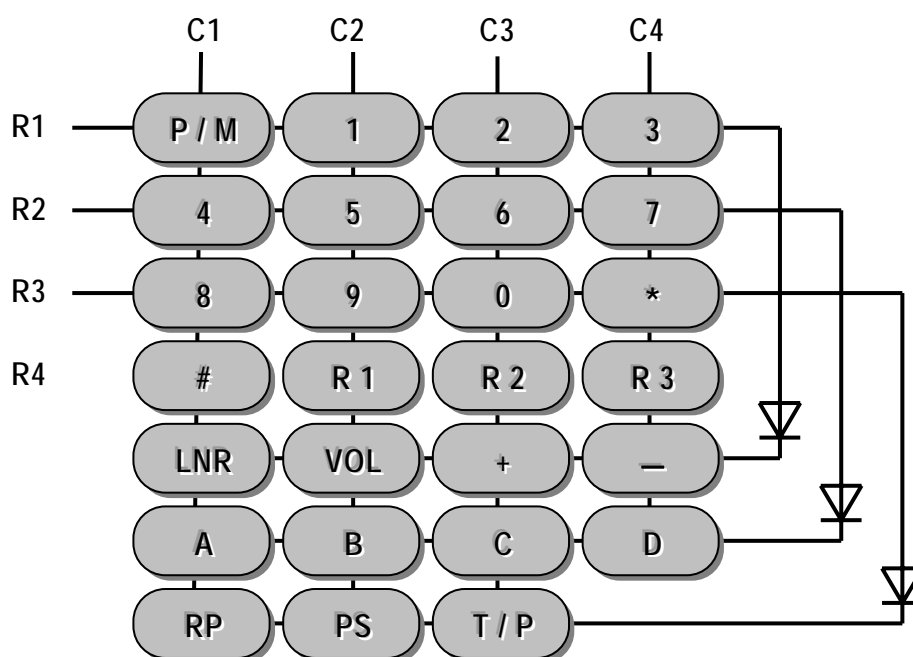 C1 C2 C3 C4
R1 P / M 1 2 3
R2 4 5 6 7
R3 8 9 0 *
R4 # R 1 R 2 R 3
LNR VOL + —
A B C D
RP PS T / P